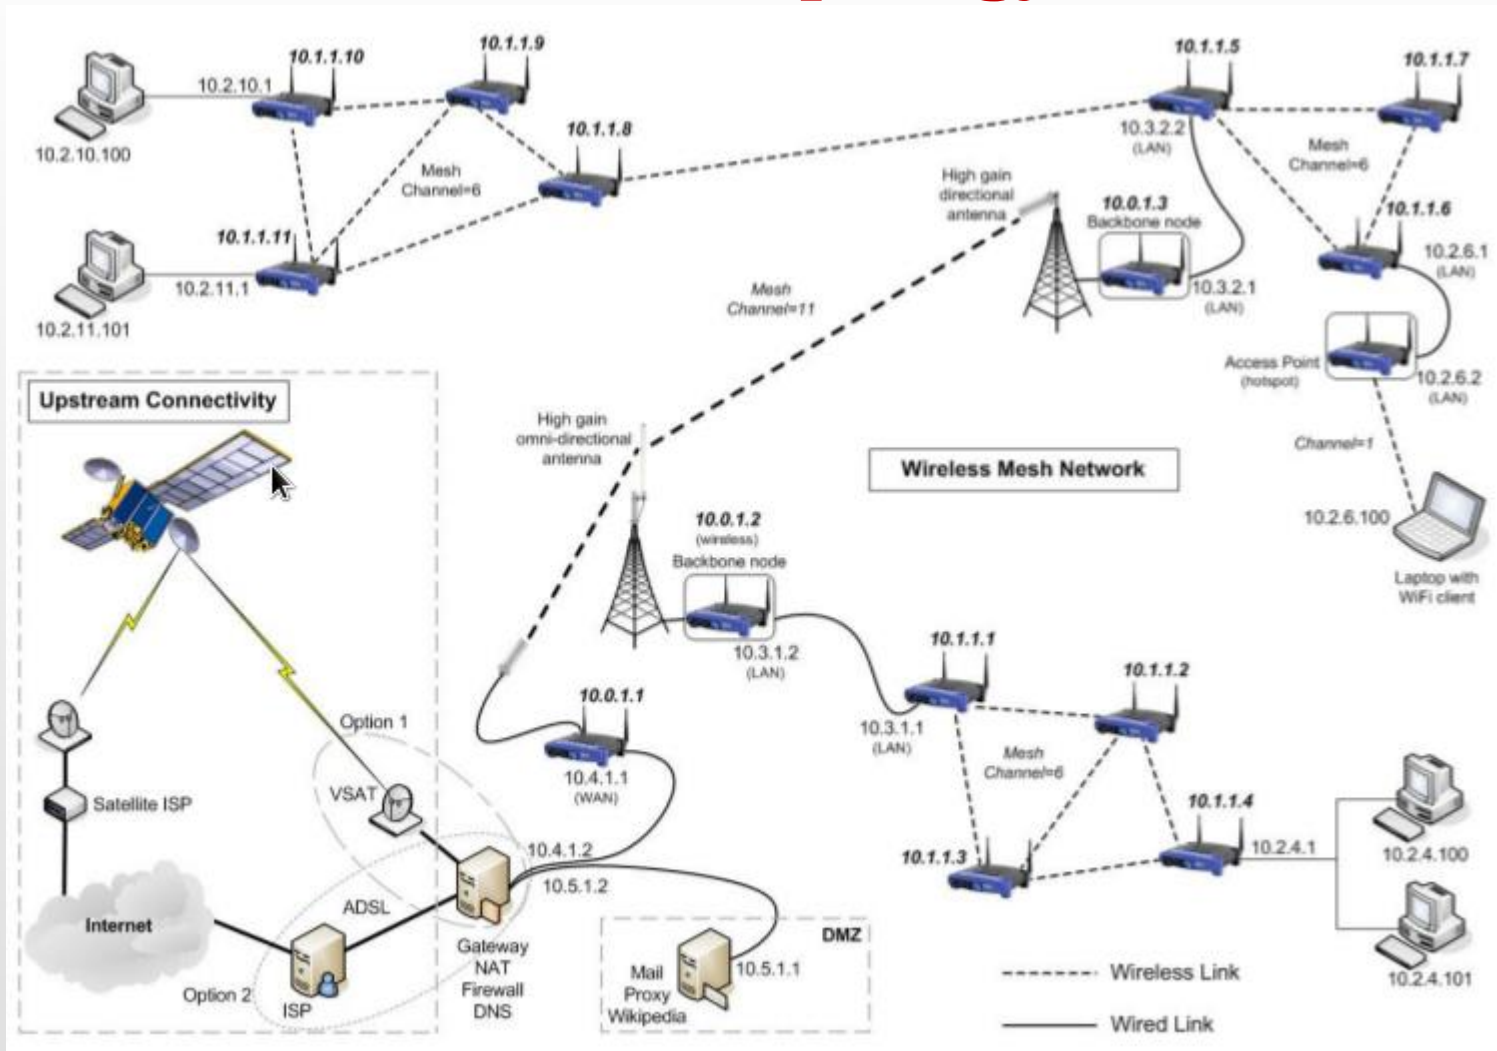 10.1.1.10
10.1.1.9
10.2.10.1
10.2.10.100
10.1.1.8
Mesh
Channel=6
10.1.1.11
10.2.11.1
10.2.11.101
10.1.1.5
10.1.1.7
10.3.2.2
(LAN)
Mesh
Channel=6
High gain
directional
antenna
10.0.1.3
Backbone node
10.3.2.1
(LAN)
10.1.1.6
10.2.6.1
(LAN)
Access Point
(hotspot)
10.2.6.2
(LAN)
Channel=1
10.2.6.100
Laptop with
WiFi client
Mesh
Channel=11
High gain
omni-directional
antenna
Wireless Mesh Network
10.0.1.2
(wireless)
Backbone node
10.3.1.2
(LAN)
Upstream Connectivity
Option 1
VSAT
Satellite ISP
Internet
ADSL
Option 2
ISP
Gateway
NAT
Firewall
DNS
10.0.1.1
10.4.1.1
(WAN)
10.4.1.2
10.5.1.2
DMZ
Mail
Proxy
Wikipedia
10.5.1.1
10.1.1.1
10.3.1.1
(LAN)
10.1.1.2
Mesh
Channel=6
10.1.1.3
10.1.1.4
10.2.4.1
10.2.4.100
10.2.4.101
Wireless Link
Wired Link